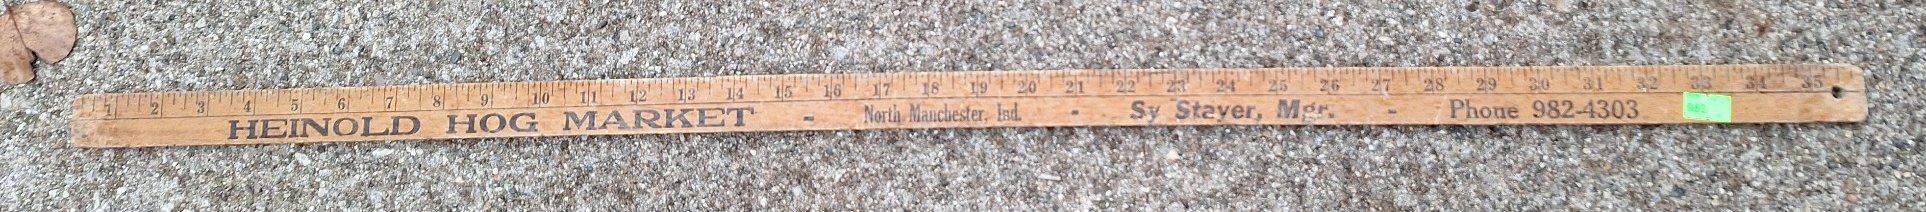 1 2 3 4 5 6 7 8 9 10 11 12 13 14 15 16 17 18 19 20 21 22 23 24 25 26 27 28 29 30 31 32 33 34 35
HEINOLD HOG MARKET - North Manchester, Ind. - Sy Stayer, Mgr. - Phone 982-4303